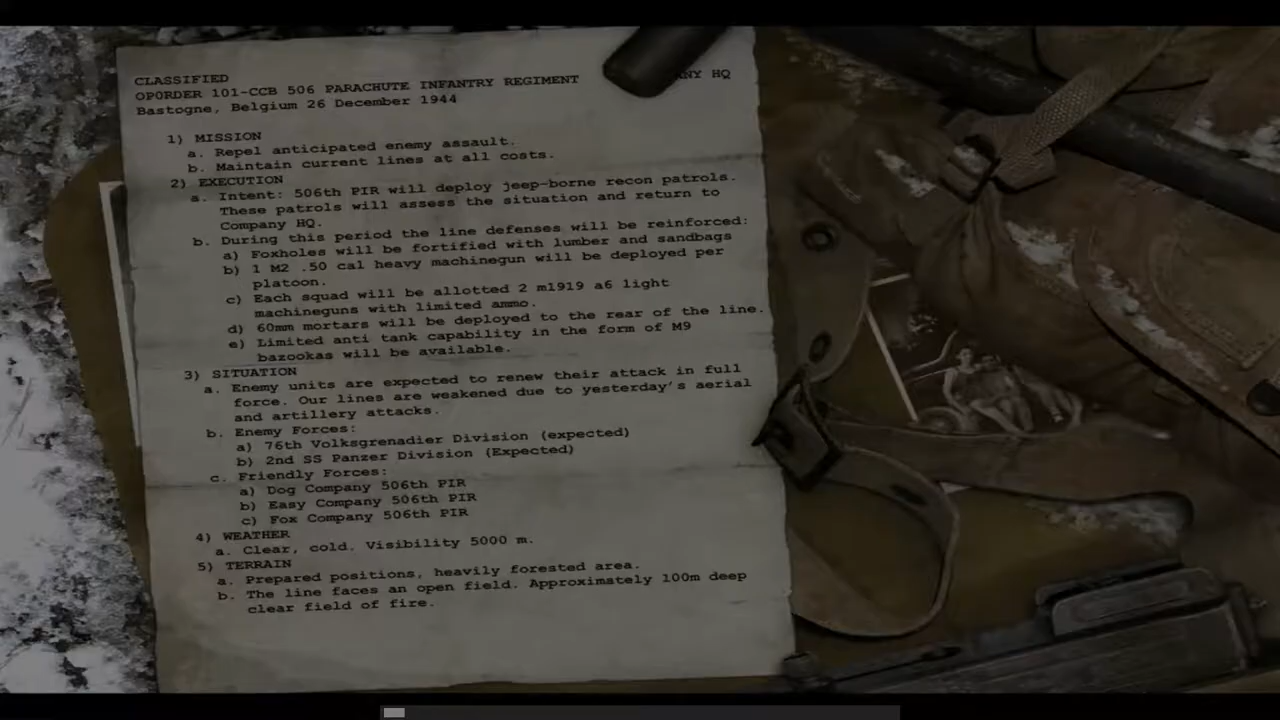 CLASSIFIED
OPORDER 101-CCB 506 PARACHUTE INFANTRY REGIMENT HQ
Bastogne, Belgium 26 December 1944
1) MISSION
a. Repel anticipated enemy assault.
b. Maintain current lines at all costs.
2) EXECUTION
a. Intent: 506th PIR will deploy jeep-borne recon patrols.
These patrols will assess the situation and return to
Company HQ.
b. During this period the line defenses will be reinforced:
a) Foxholes will be fortified with lumber and sandbags
b) 1 M2 .50 cal heavy machinegun will be deployed per
platoon.
c) Each squad will be allotted 2 m1919 a6 light
machineguns with limited ammo.
d) 60mm mortars will be deployed to the rear of the line.
e) Limited anti tank capability in the form of M9
bazookas will be available.
3) SITUATION
a. Enemy units are expected to renew their attack in full
force. Our lines are weakened due to yesterday's aerial
and artillery attacks.
b. Enemy Forces:
a) 76th Volksgrenadier Division (expected)
b) 2nd SS Panzer Division (Expected)
c. Friendly Forces:
a) Dog Company 506th PIR
b) Easy Company 506th PIR
c) Fox Company 506th PIR
4) WEATHER
a. Clear, cold. Visibility 5000 m.
5) TERRAIN
a. Prepared positions, heavily forested area.
b. The line faces an open field. Approximately 100m deep
clear field of fire.